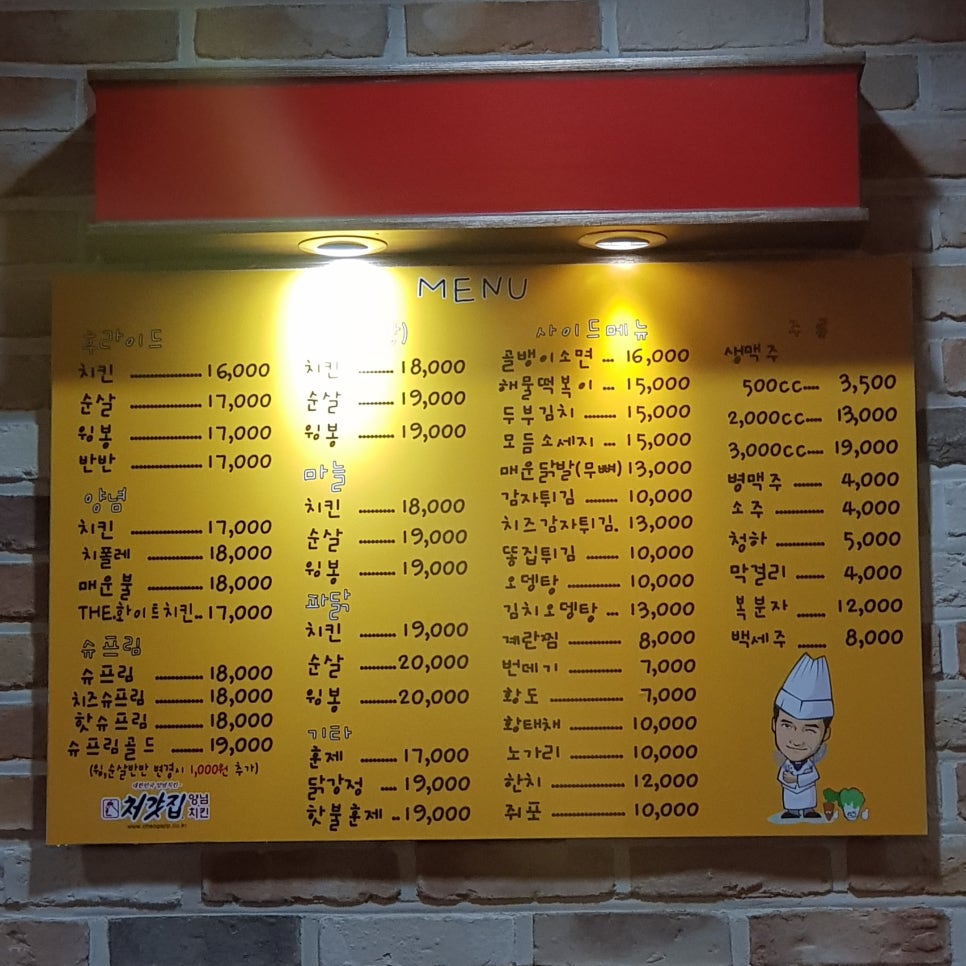 MENU
후라이드
치킨 16,000
순살 17,000
윙봉 17,000
반반 17,000
양념
치킨 17,000
치폴레 18,000
매운불 18,000
THE.화이트치킨..17,000
슈프림
슈프림 18,000
치즈슈프림 18,000
핫슈프림 18,000
슈프림골드 19,000
(윙,순살반반 변경시 1,000원 추가)
대한민국 양념치킨
처갓집 양념치킨
www.cheogajip.co.kr
치킨 18,000
순살 19,000
윙봉 19,000
마늘
치킨 18,000
순살 19,000
윙봉 19,000
파닭
치킨 19,000
순살 20,000
윙봉 20,000
기타
훈제 17,000
닭강정 ... 19,000
핫불훈제 ..19,000
사이드메뉴
골뱅이소면 ... 16,000
해물떡볶이 ... 15,000
두부김치 15,000
모듬소세지 ... 15,000
매운닭발(무뼈) 13,000
감자튀김 10,000
치즈감자튀김. 13,000
똥집튀김 10,000
오뎅탕 10,000
김치오뎅탕 .. 13,000
계란찜 8,000
번데기 7,000
황도 7,000
황태채 10,000
노가리 10,000
한치 12,000
쥐포 10,000
주류
생맥주
500cc.... 3,500
2,000cc.... 13,000
3,000cc.... 19,000
병맥주 4,000
소주 4,000
청하 5,000
막걸리 4,000
복분자 12,000
백세주 8,000